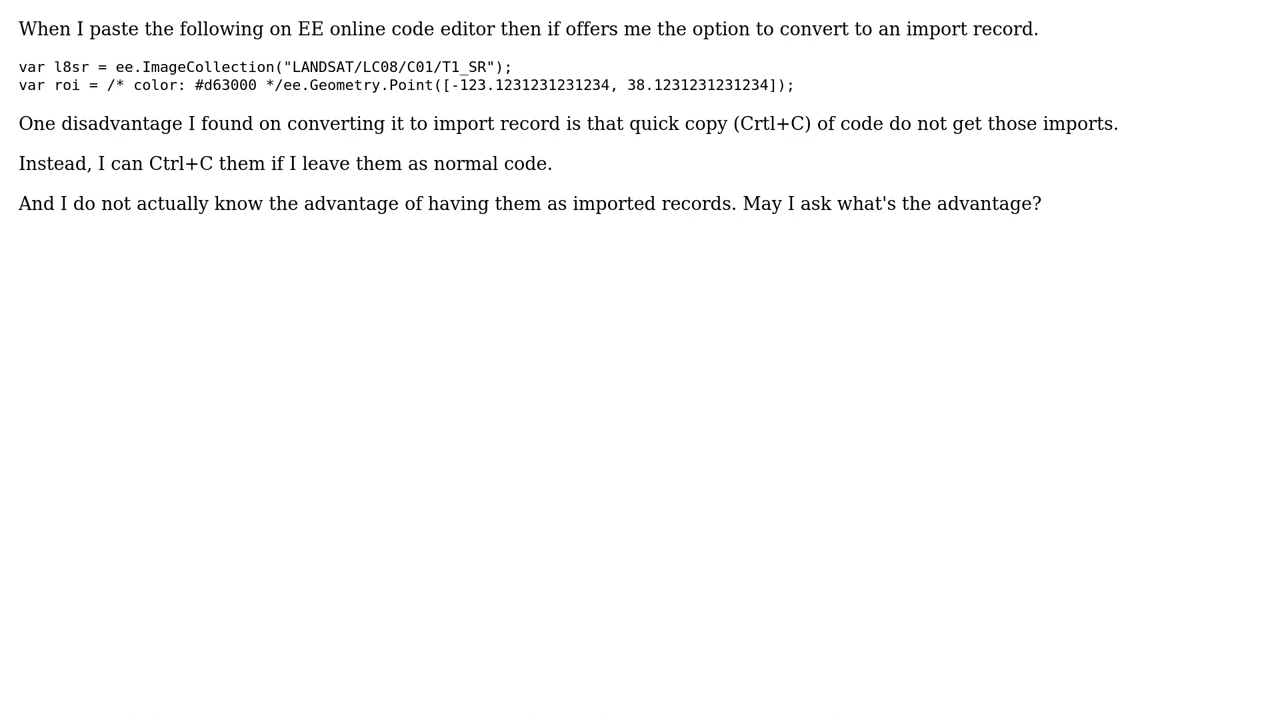 When I paste the following on EE online code editor then if offers me the option to convert to an import record.
var l8sr = ee.ImageCollection("LANDSAT/LC08/C01/T1_SR");
var roi = /* color: #d63000 */ee.Geometry.Point([-123.1231231231234, 38.1231231231234]);
One disadvantage I found on converting it to import record is that quick copy (Crtl+C) of code do not get those imports.
Instead, I can Ctrl+C them if I leave them as normal code.
And I do not actually know the advantage of having them as imported records. May I ask what's the advantage?